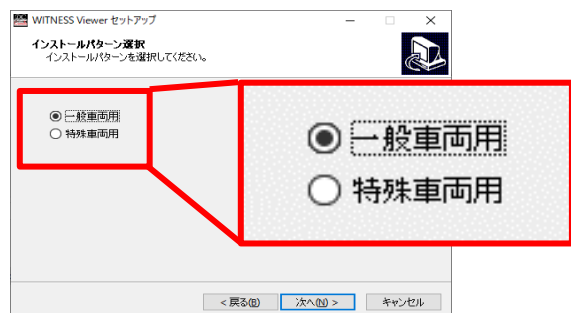 WITNESS Viewer セットアップ
インストールパターン選択
インストールパターンを選択してください。
一般車両用
特殊車両用
一般車両用
特殊車両用
< 戻る(B)
次へ(N) >
キャンセル